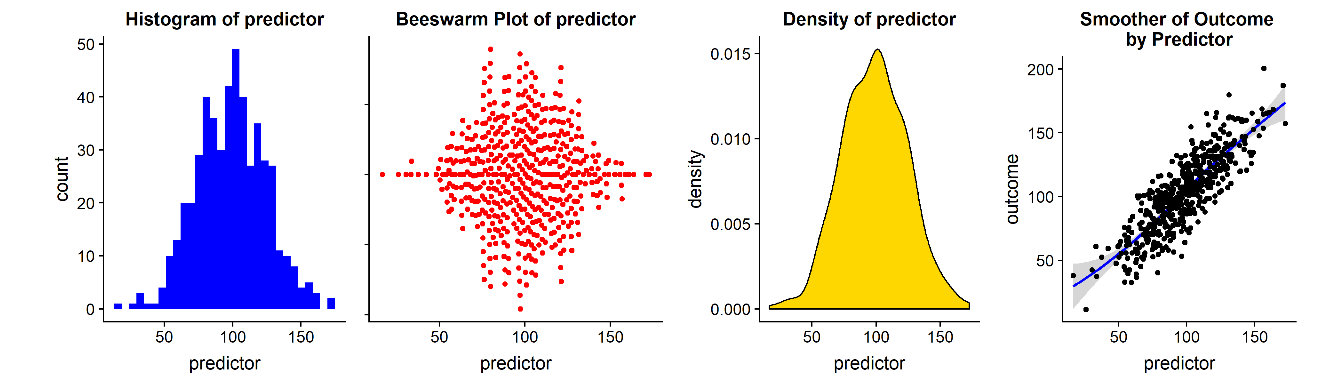 Histogram of predictor
50
40
30
20
10
0
count
50
100
150
predictor
Beeswarm Plot of predictor
50
100
150
predictor
Density of predictor
0.015
0.010
0.005
0.000
density
50
100
150
predictor
Smoother of Outcome
by Predictor
200
150
100
50
outcome
50
100
150
predictor